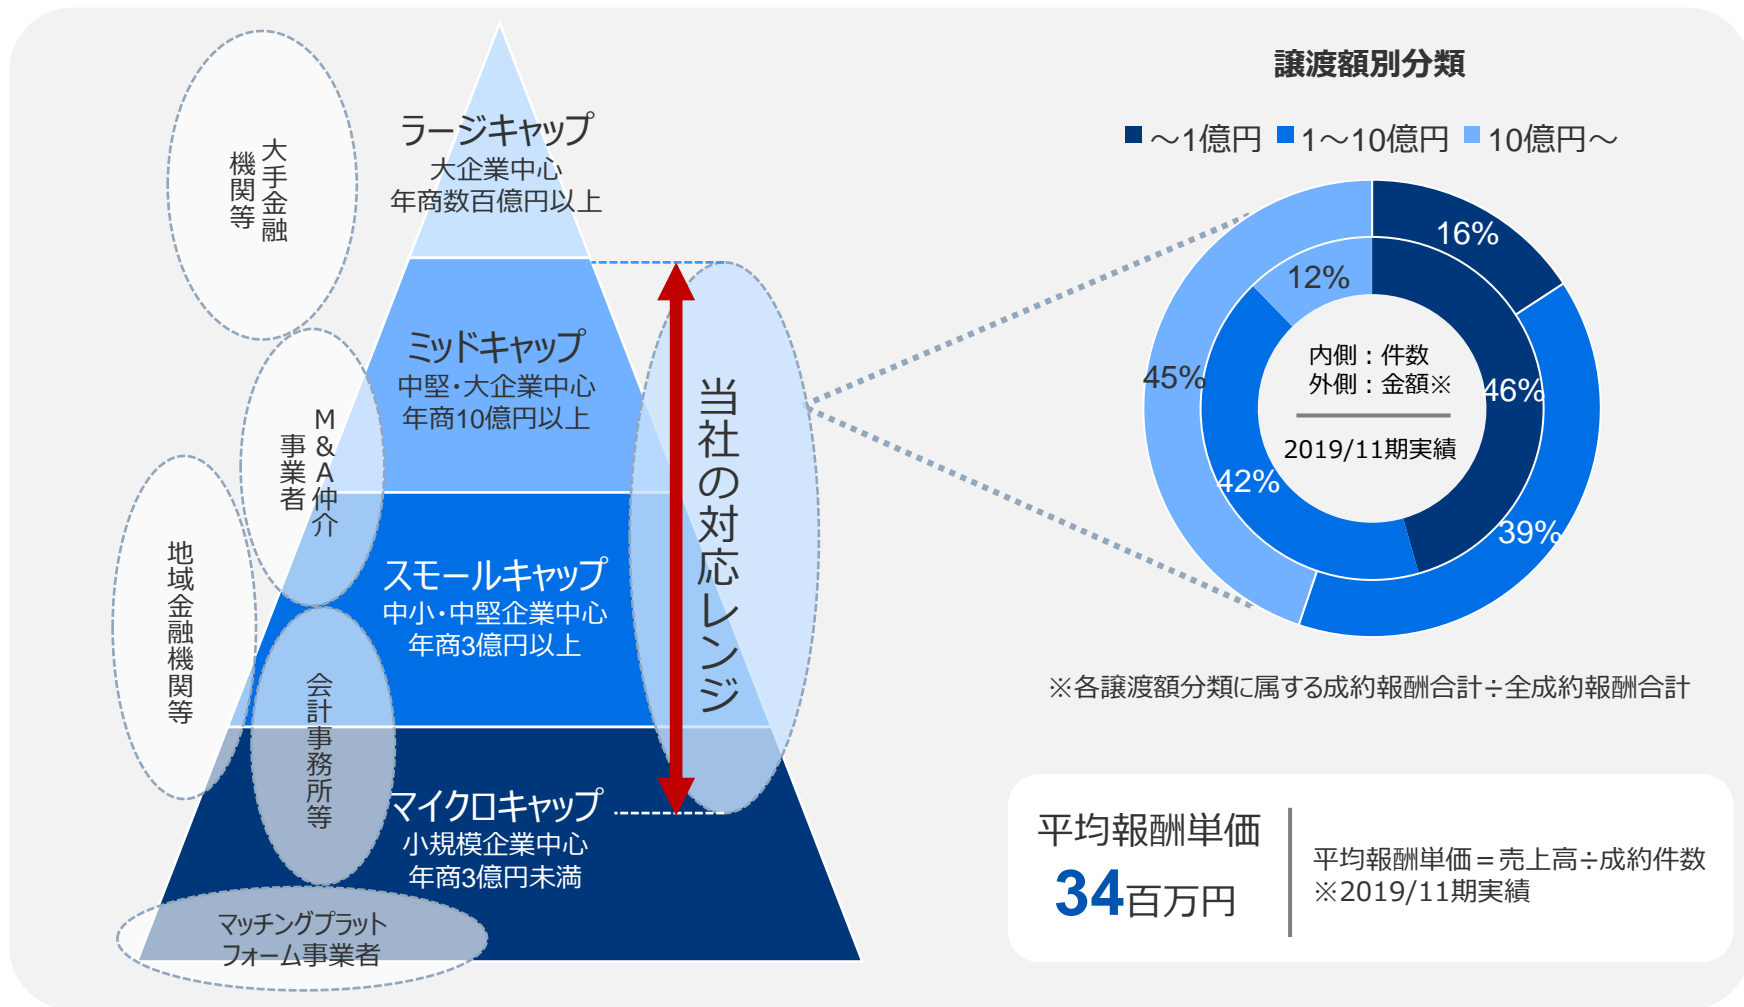 ラージキャップ
大企業中心
年商数百億円以上
ミッドキャップ
中堅・大企業中心
年商10億円以上
スモールキャップ
中小・中堅企業中心
年商3億円以上
マイクロキャップ
小規模企業中心
年商3億円未満
大手金融
機関等
M&A仲介
事業者
地域金融機関等
会計事務所等
マッチングプラット
フォーム事業者
当社の対応レンジ
譲渡額別分類
～1億円 1～10億円 10億円～
16%
39%
45%
12%
46%
42%
内側：件数
外側：金額※
2019/11期実績
※各譲渡額分類に属する成約報酬合計÷全成約報酬合計
平均報酬単価
34百万円
平均報酬単価＝売上高÷成約件数
※2019/11期実績